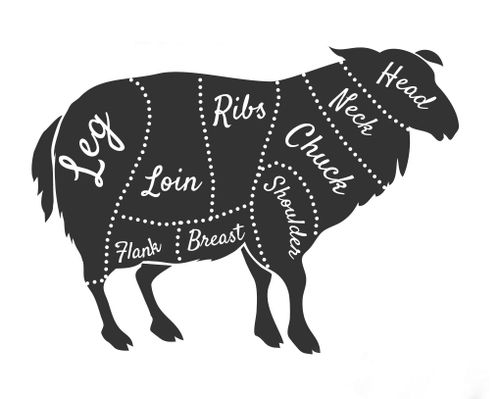 Head
Neck
Ribs
Chuck
Leg
Loin
Shoulder
Flank
Breast